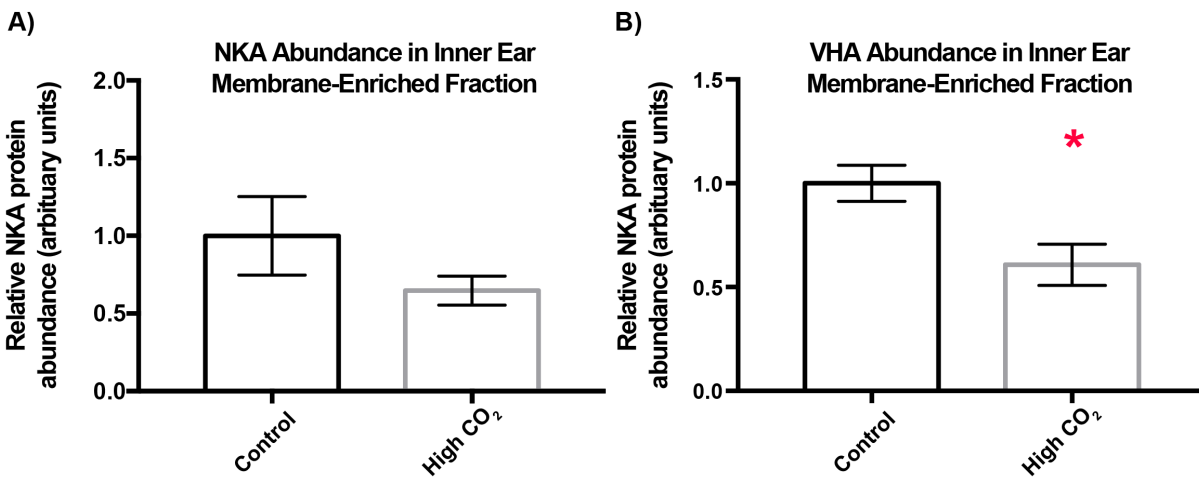 A)
NKA Abundance in Inner Ear
Membrane-Enriched Fraction
Relative NKA protein
abundance (arbituary units)
2.0
1.5
1.0
0.5
0.0
Control
High CO₂
B)
VHA Abundance in Inner Ear
Membrane-Enriched Fraction
Relative NKA protein
abundance (arbituary units)
1.5
1.0
0.5
0.0
*
Control
High CO₂